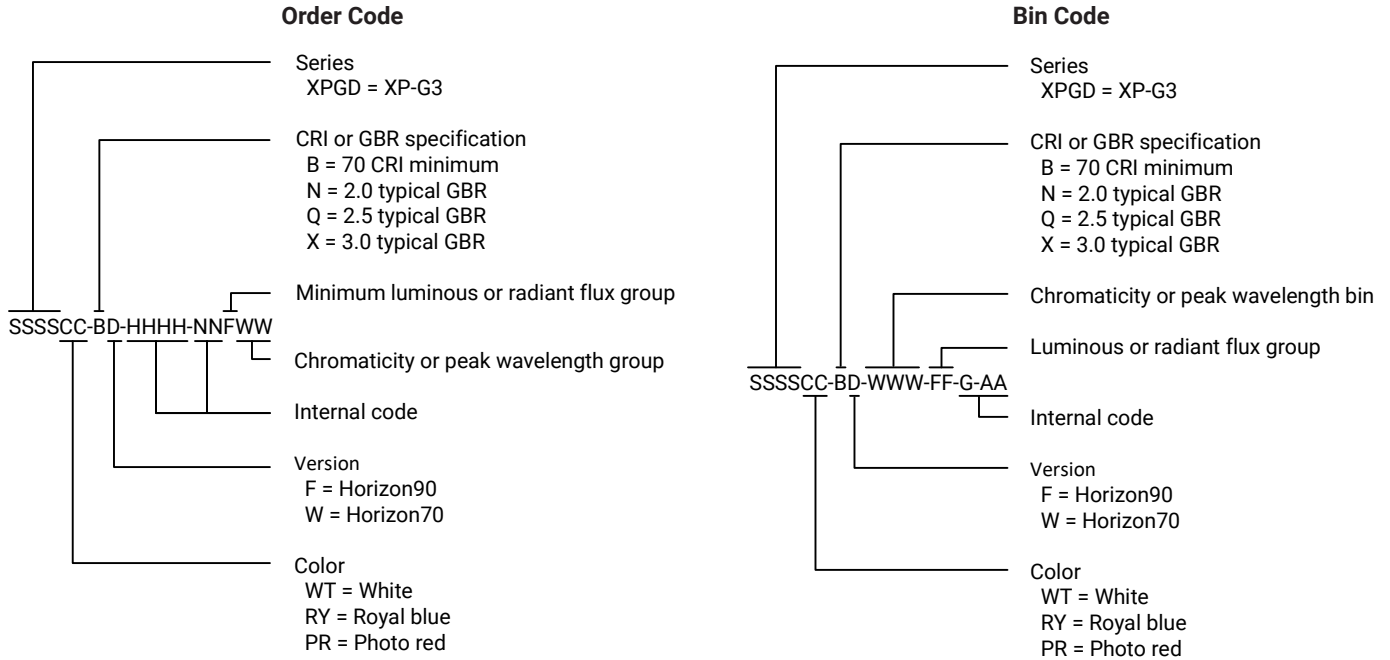 Order Code
Series
XPGD = XP-G3
CRI or GBR specification
B = 70 CRI minimum
N = 2.0 typical GBR
Q = 2.5 typical GBR
X = 3.0 typical GBR
Minimum luminous or radiant flux group
SSSSCC-BD-HHHH-NNFWW
Chromaticity or peak wavelength group
Internal code
Version
F = Horizon90
W = Horizon70
Color
WT = White
RY = Royal blue
PR = Photo red
Bin Code
Series
XPGD = XP-G3
CRI or GBR specification
B = 70 CRI minimum
N = 2.0 typical GBR
Q = 2.5 typical GBR
X = 3.0 typical GBR
Chromaticity or peak wavelength bin
Luminous or radiant flux group
SSSSCC-BD-WWW-FF-G-AA
Internal code
Version
F = Horizon90
W = Horizon70
Color
WT = White
RY = Royal blue
PR = Photo red